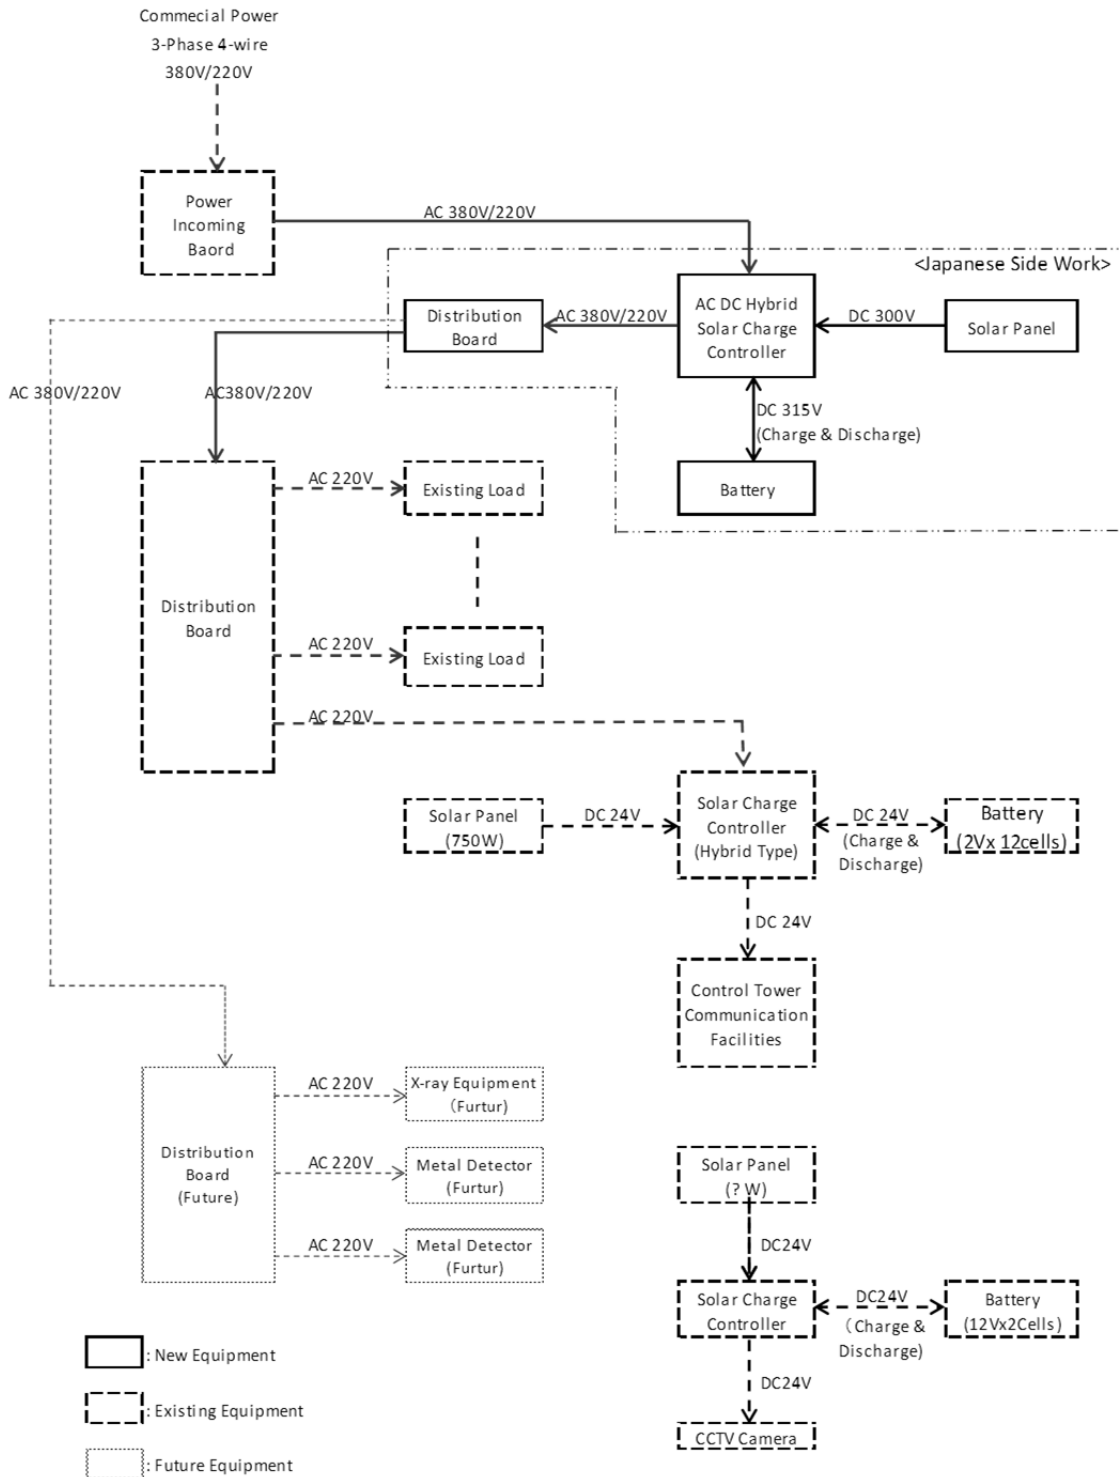 Commecial Power
3-Phase 4-wire
380V/220V
Power
Incoming
Baord
AC 380V/220V
<Japanese Side Work>
Distribution
Board
AC 380V/220V
AC DC Hybrid
Solar Charge
Controller
DC 300V
Solar Panel
AC 380V/220V
AC380V/220V
DC 315V
(Charge & Discharge)
Battery
Distribution
Board
AC 220V
Existing Load
AC 220V
Existing Load
AC 220V
Solar Panel
(750W)
DC 24V
Solar Charge
Controller
(Hybrid Type)
DC 24V
(Charge &
Discharge)
Battery
(2Vx 12cells)
DC 24V
Control Tower
Communication
Facilities
Distribution
Board
(Future)
AC 220V
X-ray Equipment
(Furtur)
AC 220V
Metal Detector
(Furtur)
AC 220V
Metal Detector
(Furtur)
Solar Panel
(? W)
DC24V
Solar Charge
Controller
DC24V
(Charge &
Discharge)
Battery
(12Vx2Cells)
DC24V
CCTV Camera
: New Equipment
: Existing Equipment
: Future Equipment